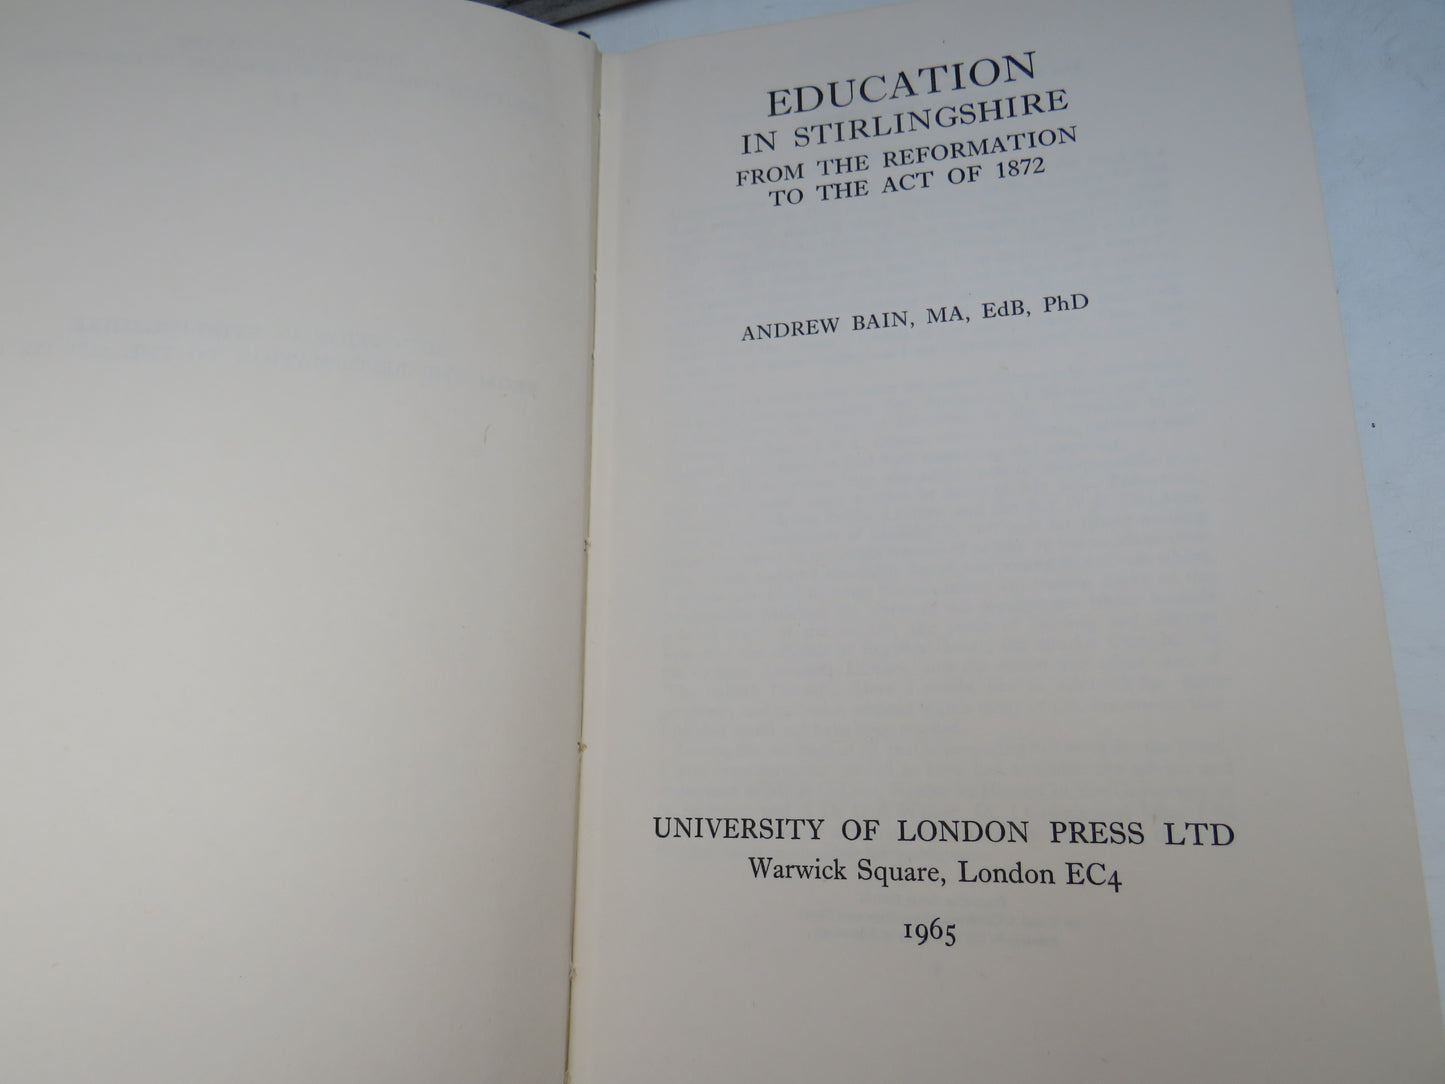 EDUCATION
IN STIRLINGSHIRE
FROM THE REFORMATION
TO THE ACT OF 1872
ANDREW BAIN, MA, EdB, PhD
UNIVERSITY OF LONDON PRESS LTD
Warwick Square, London EC4
1965